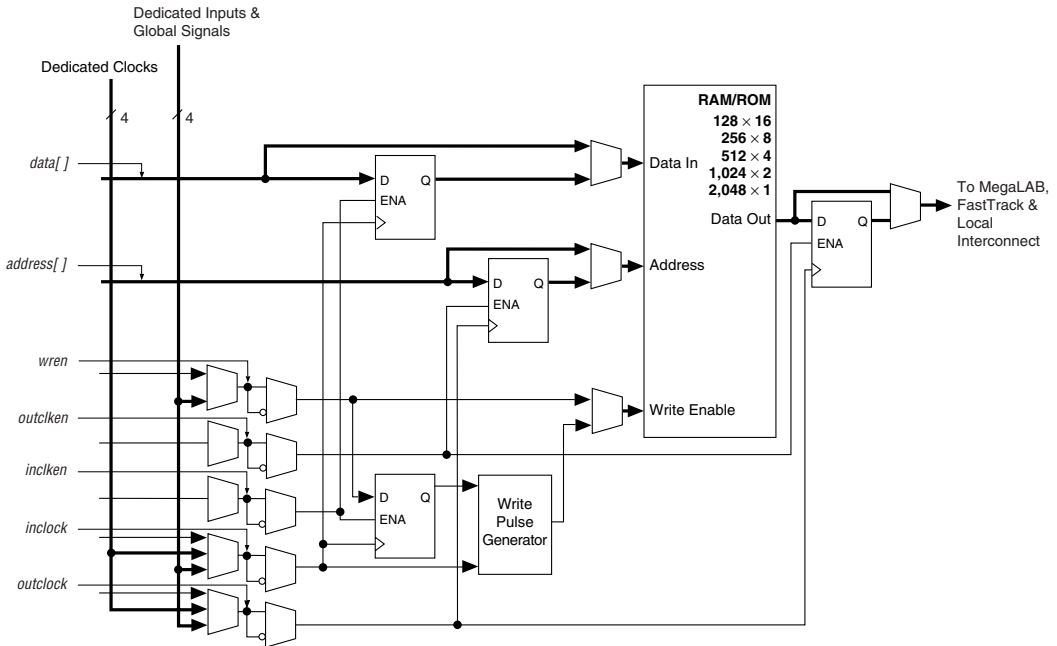 Dedicated Inputs &
Global Signals
Dedicated Clocks
4
4
RAM/ROM
128 × 16
256 × 8
512 × 4
1,024 × 2
2,048 × 1
data[ ]
Data In
D
Q
ENA
Data Out
D
Q
ENA
To MegaLAB,
FastTrack &
Local
Interconnect
address[ ]
Address
D
Q
ENA
wren
Write Enable
outclken
inclken
D
Q
ENA
Write
Pulse
Generator
inclock
outclock